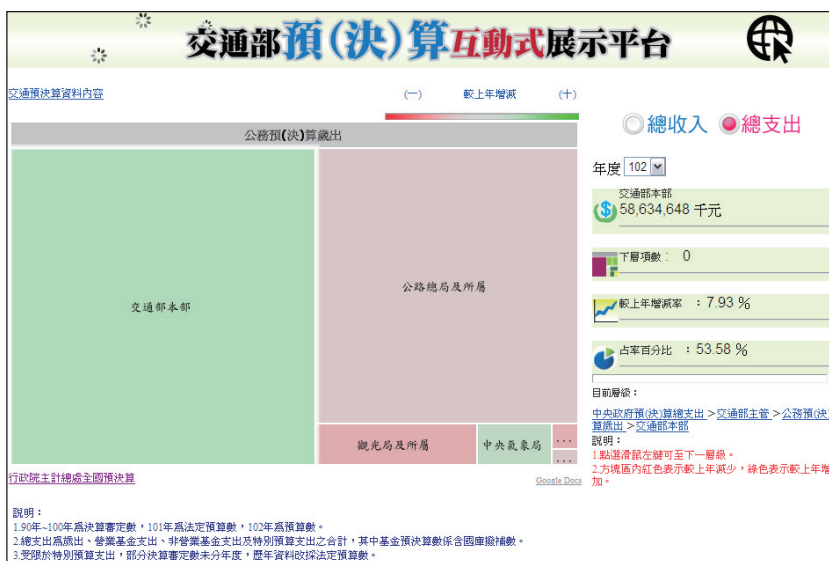 交通部預(決)算互動式展示平台
交通預決算資料內容
(一) 較上年增減 (十)
公務預(決)算歲出
交通部本部
公路總局及所屬
觀光局及所屬
中央氣象局
...
...
行政院主計總處全國預決算
Google Docs
總收入 總支出
年度 102
交通部本部
58,634,648 千元
下層項數: 0
較上年增減率 :7.93 %
占率百分比 :53.58 %
目前層級:
中央政府預(決)算總支出 >交通部主管 >公務預(決)
算歲出 >交通部本部
說明:
1.點選滑鼠左鍵可至下一層級。
2.方塊區內紅色表示較上年減少,綠色表示較上年增
加。
說明:
1.90年~100年為決算審定數,101年為法定預算數,102年為預算數。
2.總支出為歲出、營業基金支出、非營業基金支出及特別預算支出之合計,其中基金預決算數係含國庫撥補數。
3.受限於特別預算支出,部分決算審定數未分年度,歷年資料改採法定預算數。